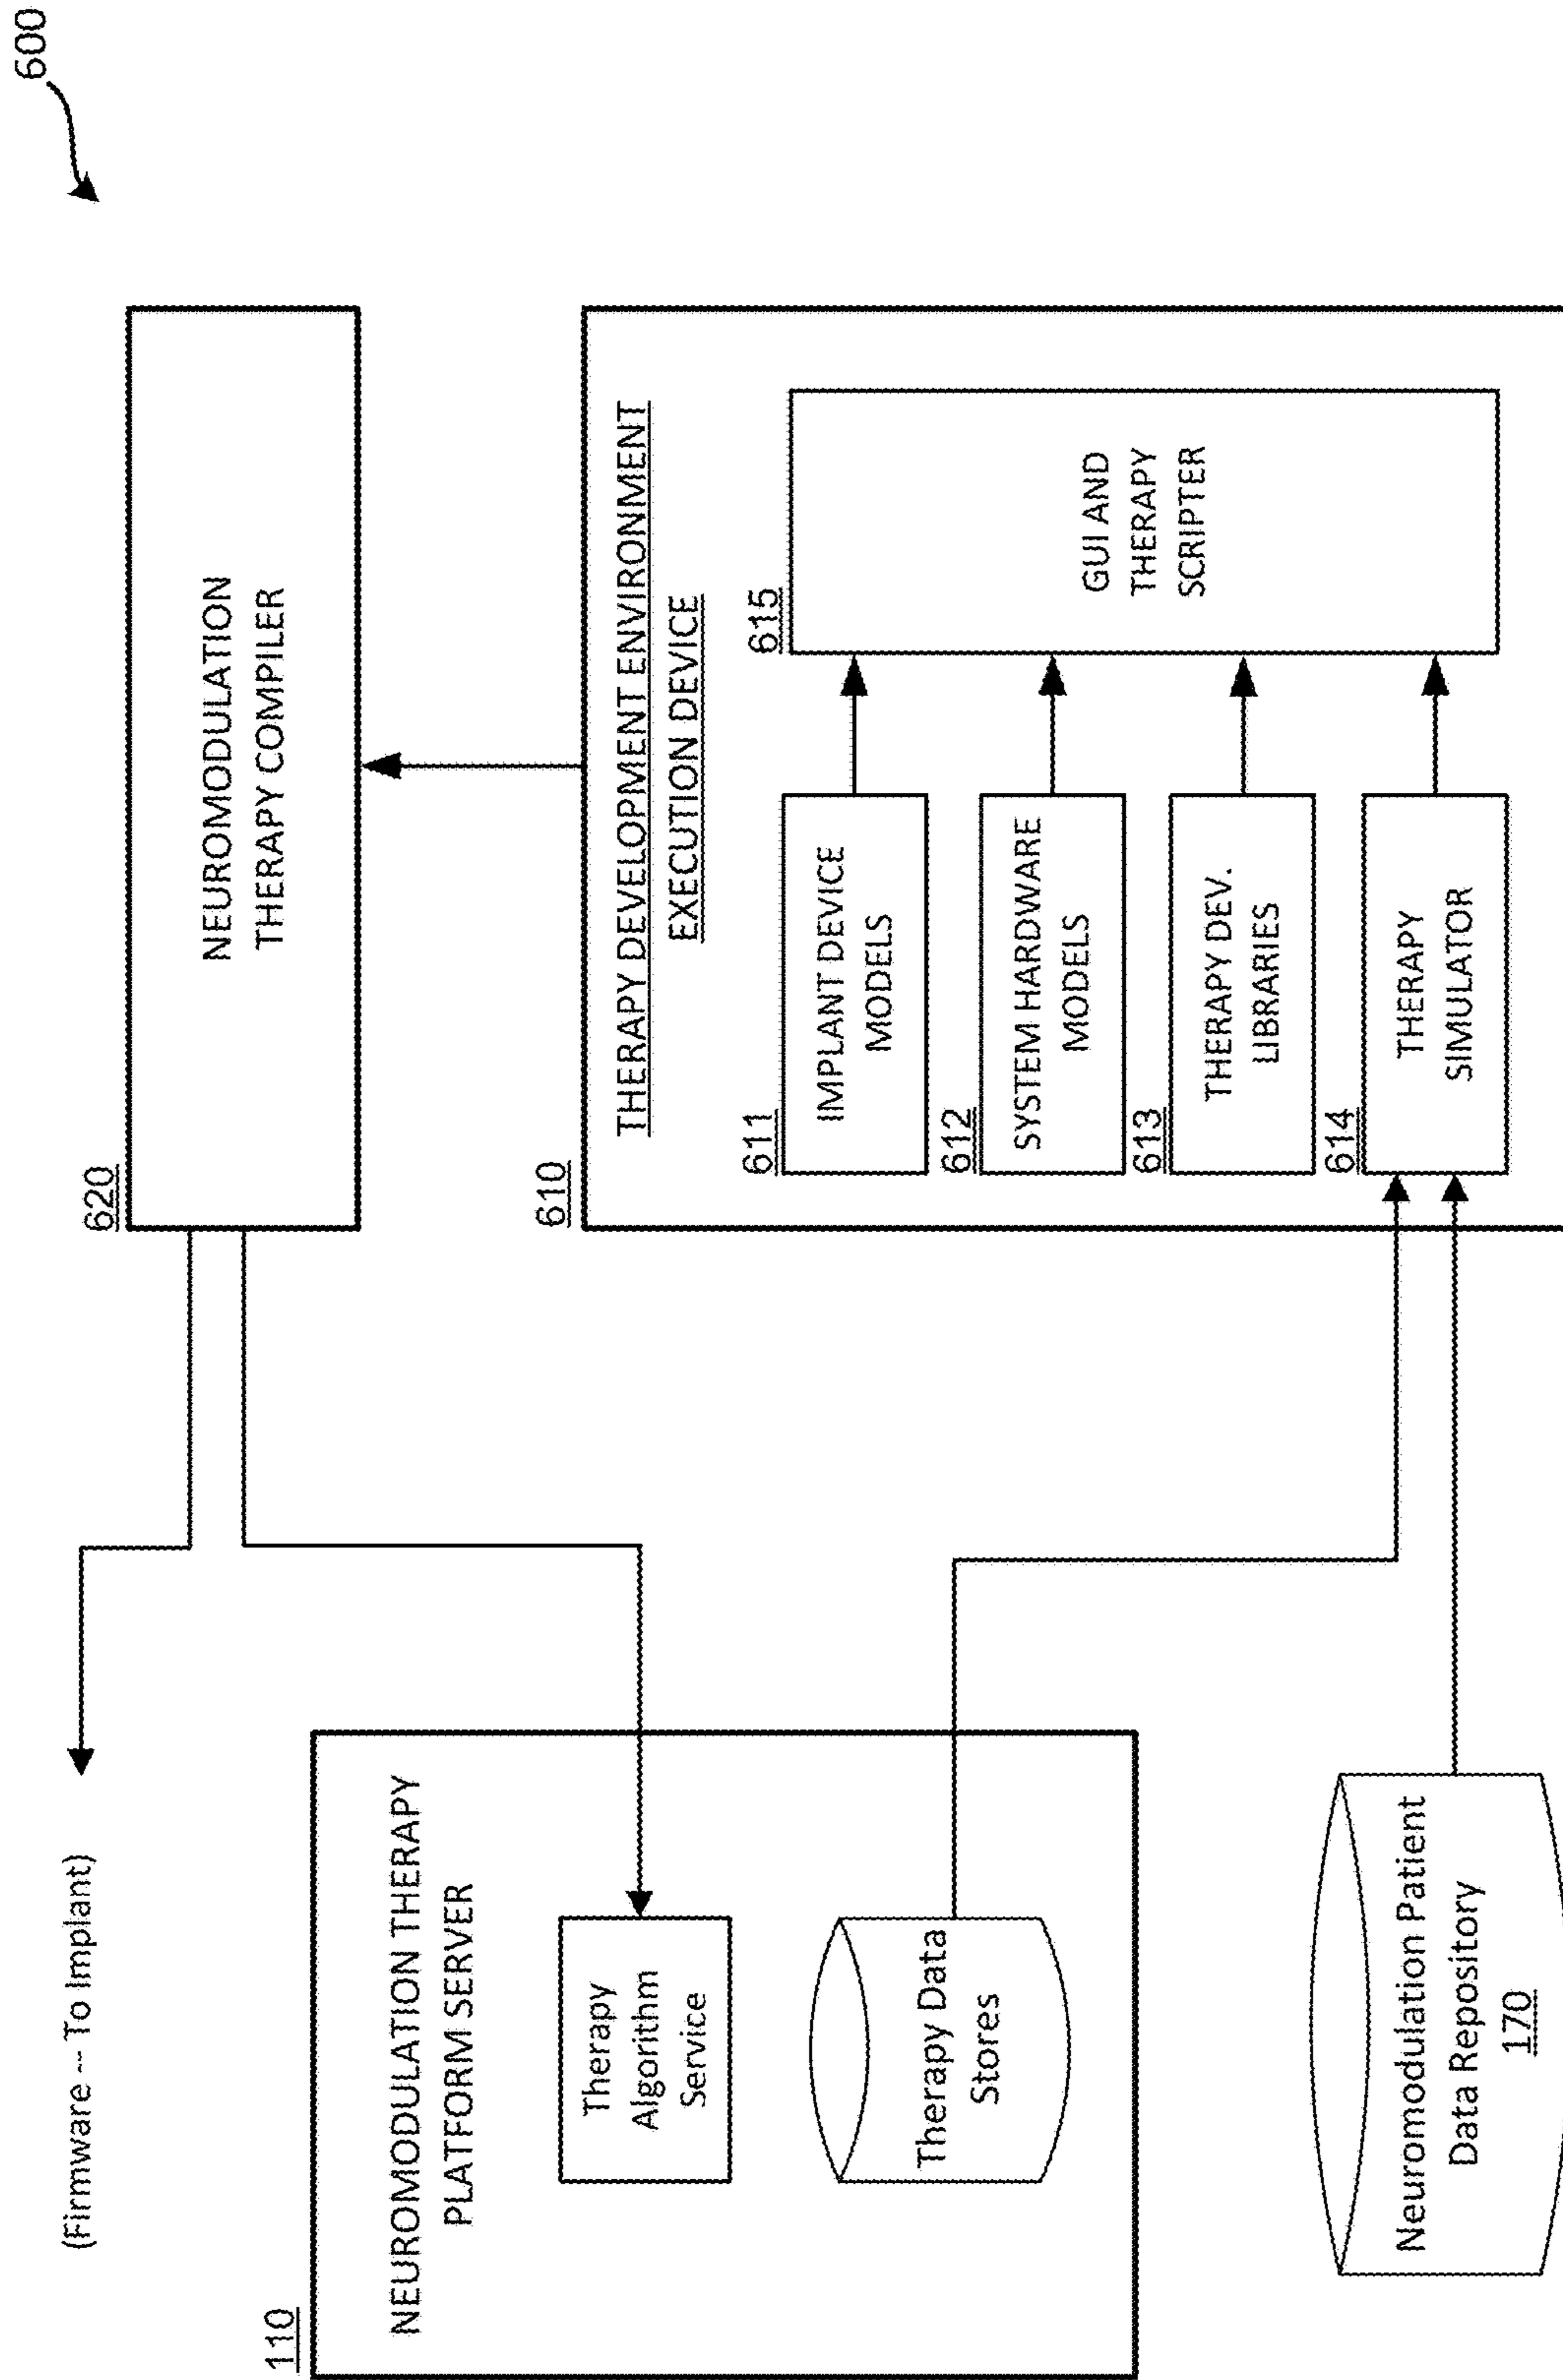 600
(Firmware -- To Implant)
620
NEUROMODULATION
THERAPY COMPILER
110
NEUROMODULATION THERAPY
PLATFORM SERVER
Therapy
Algorithm
Service
Therapy Data
Stores
610
THERAPY DEVELOPMENT ENVIRONMENT
EXECUTION DEVICE
611
IMPLANT DEVICE
MODELS
612
SYSTEM HARDWARE
MODELS
613
THERAPY DEV.
LIBRARIES
614
THERAPY
SIMULATOR
615
GUI AND
THERAPY
SCRIPTER
Neuromodulation Patient
Data Repository
170